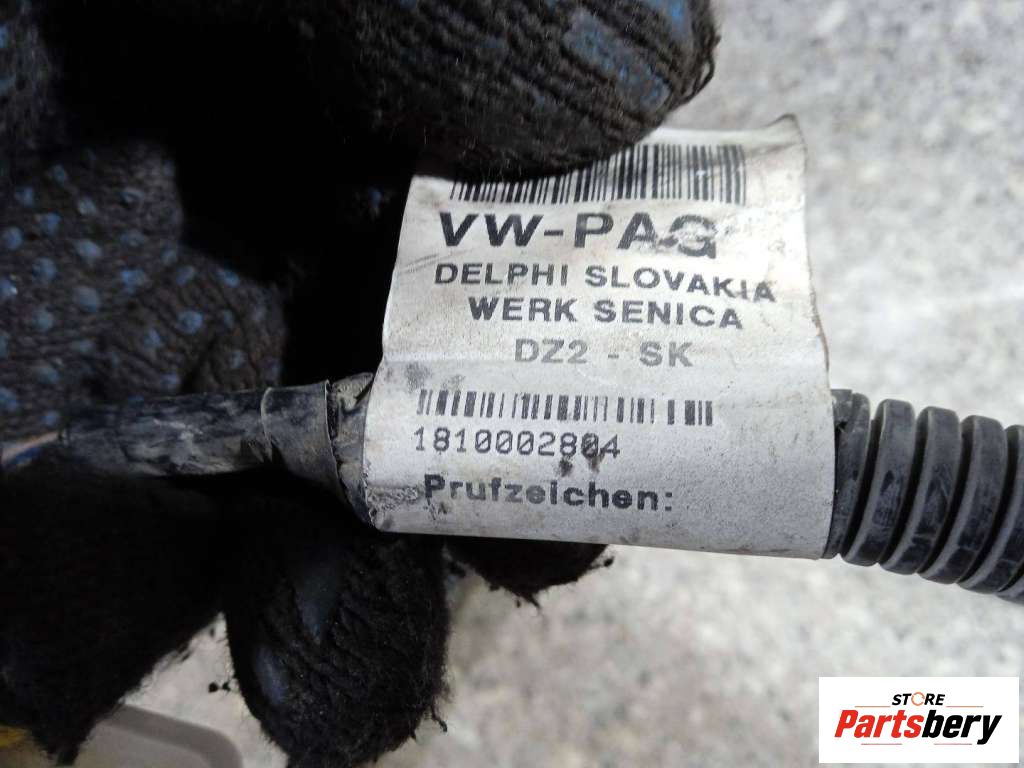 VW-PAG
DELPHI SLOVAKIA
WERK SENICA
DZ2 - SK
1810002804
Prufzeichen:
STORE
Partsbery